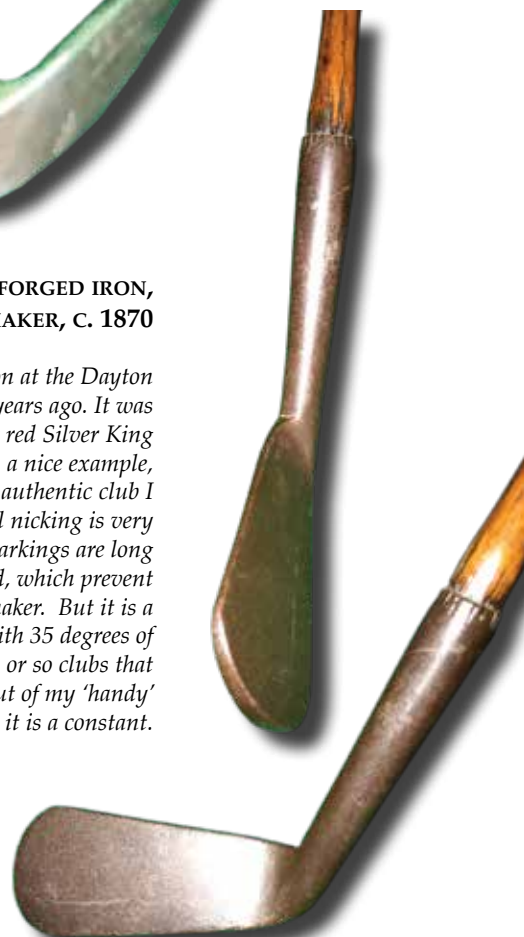 FORGED IRON,
MAKER, C. 1870
on at the Dayton
years ago. It was
red Silver King
a nice example,
authentic club I
nicking is very
arkings are long
d, which prevent
aker. But it is a
ith 35 degrees of
or so clubs that
ut of my ‘handy’
it is a constant.